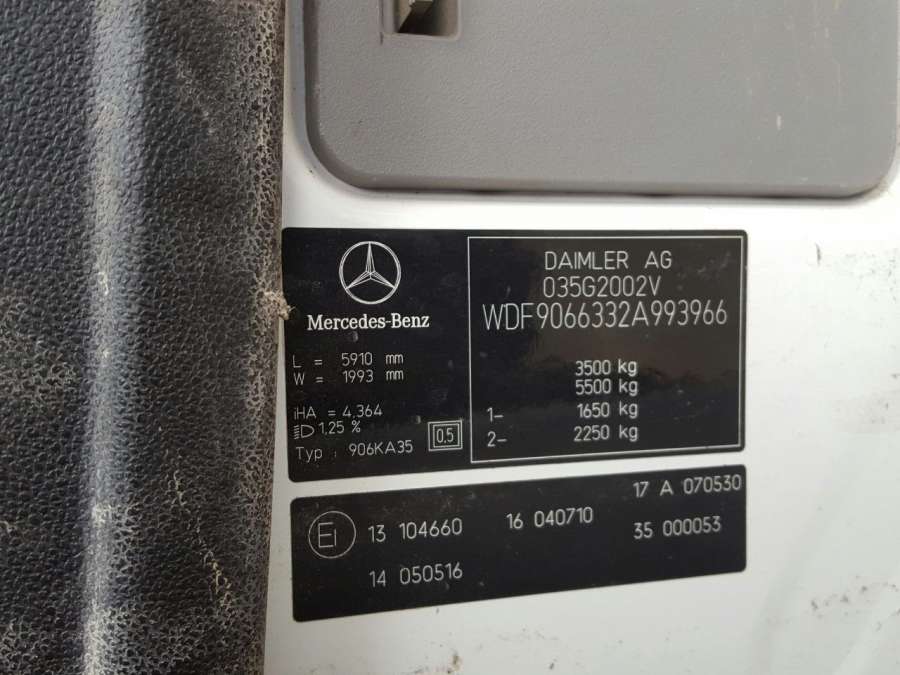 Mercedes-Benz
L = 5910 mm
W = 1993 mm
iHA = 4,364
1,25 %
Typ : 906KA35
0.5
DAIMLER AG
035G2002V
WDF9066332A993966
3500 kg
5500 kg
1- 1650 kg
2- 2250 kg
E1
13 104660
16 040710
17 A 070530
14 050516
35 000053